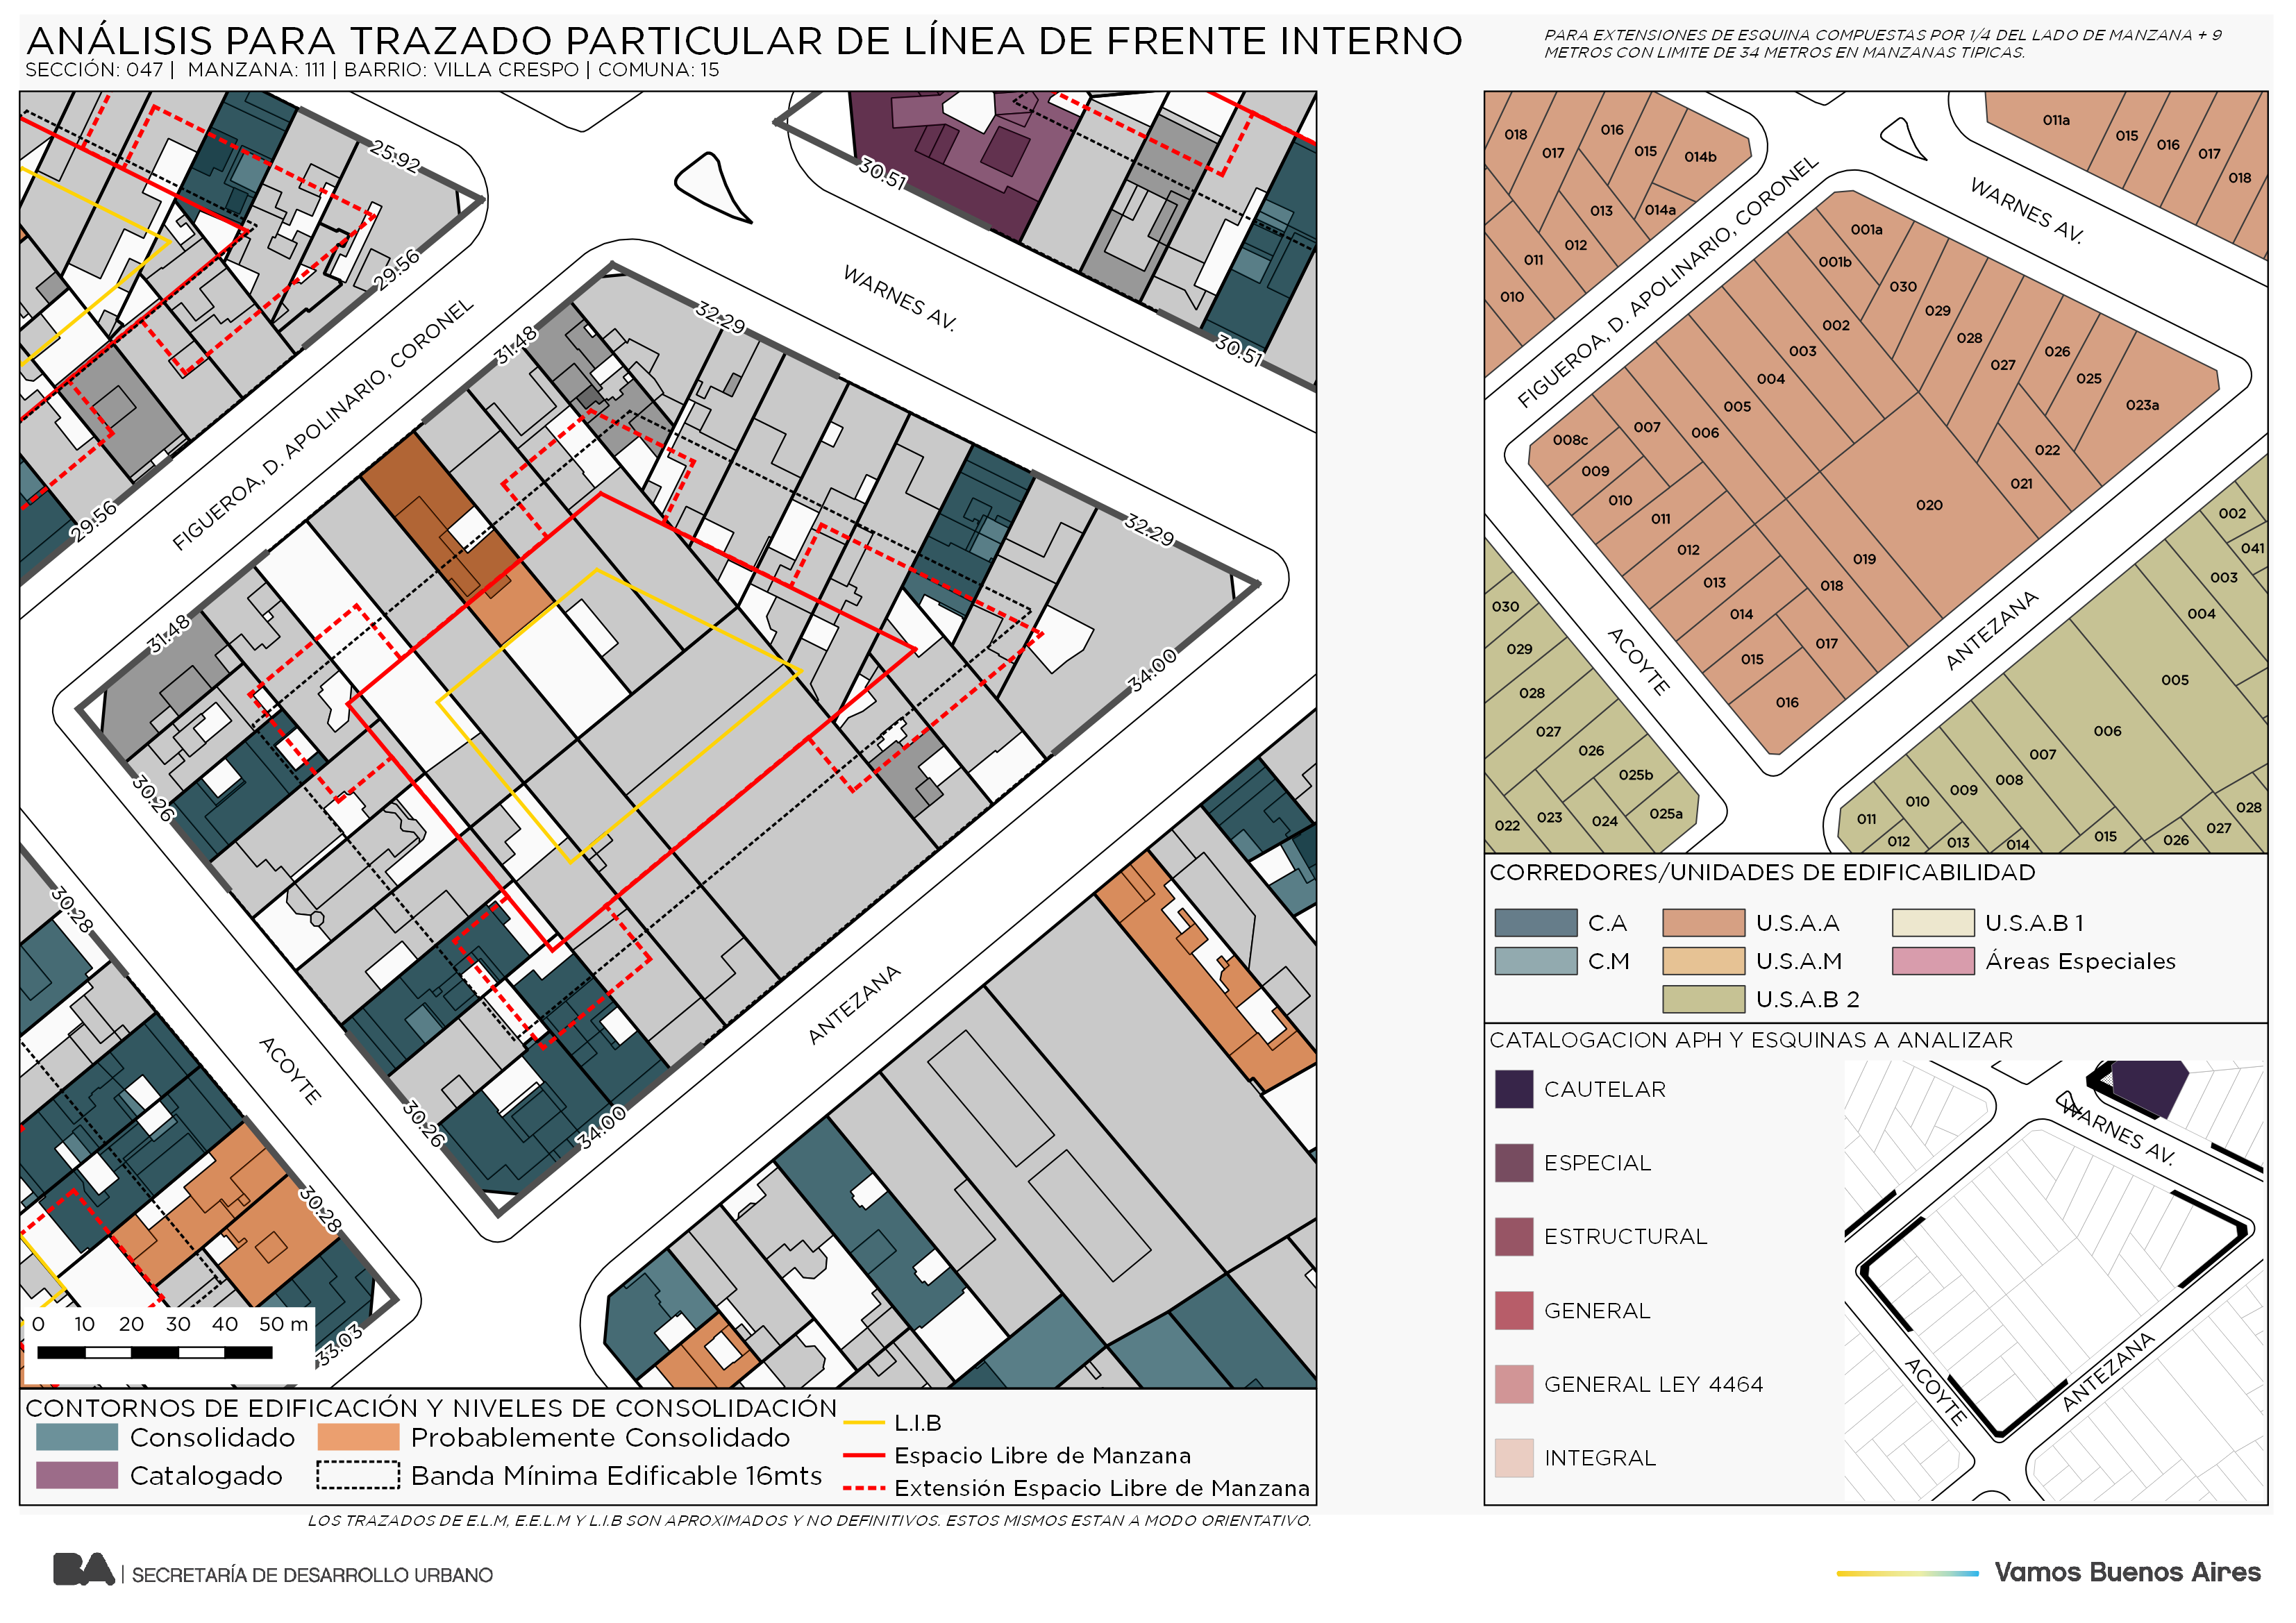 ANÁLISIS PARA TRAZADO PARTICULAR DE LÍNEA DE FRENTE INTERNO
SECCIÓN: 047 | MANZANA: 111 | BARRIO: VILLA CRESPO | COMUNA: 15
PARA EXTENSIONES DE ESQUINA COMPUESTAS POR 1/4 DEL LADO DE MANZANA + 9
METROS CON LIMITE DE 34 METROS EN MANZANAS TIPICAS.
25.92
29.56
29.56
30.51
30.51
WARNES AV.
FIGUEROA, D. APOLINARIO, CORONEL
31.48
32.29
31.48
32.29
34.00
30.26
30.26
34.00
30.28
30.28
33.03
ACOYTE
ANTEZANA
0 10 20 30 40 50 m
CONTORNOS DE EDIFICACIÓN Y NIVELES DE CONSOLIDACIÓN
Consolidado
Probablemente Consolidado
Catalogado
Banda Mínima Edificable 16mts
L.I.B
Espacio Libre de Manzana
Extensión Espacio Libre de Manzana
LOS TRAZADOS DE E.L.M, E.E.L.M Y L.I.B SON APROXIMADOS Y NO DEFINITIVOS. ESTOS MISMOS ESTAN A MODO ORIENTATIVO.
018
017
016
015
014b
013
014a
012
011
010
011a
015
016
017
018
WARNES AV.
FIGUEROA, D. APOLINARIO, CORONEL
001a
001b
030
029
002
028
003
027
026
004
025
005
023a
006
007
008c
009
022
010
021
011
020
012
019
013
018
014
017
015
016
ACOYTE
ANTEZANA
030
029
028
027
026
025b
025a
024
023
022
002
041
003
004
005
006
007
008
009
010
011
012
013
014
015
026
027
028
CORREDORES/UNIDADES DE EDIFICABILIDAD
C.A
U.S.A.A
U.S.A.B 1
C.M
U.S.A.M
Áreas Especiales
U.S.A.B 2
CATALOGACION APH Y ESQUINAS A ANALIZAR
CAUTELAR
ESPECIAL
ESTRUCTURAL
GENERAL
GENERAL LEY 4464
INTEGRAL
WARNES AV.
ACOYTE
ANTEZANA
BA | SECRETARÍA DE DESARROLLO URBANO
Vamos Buenos Aires